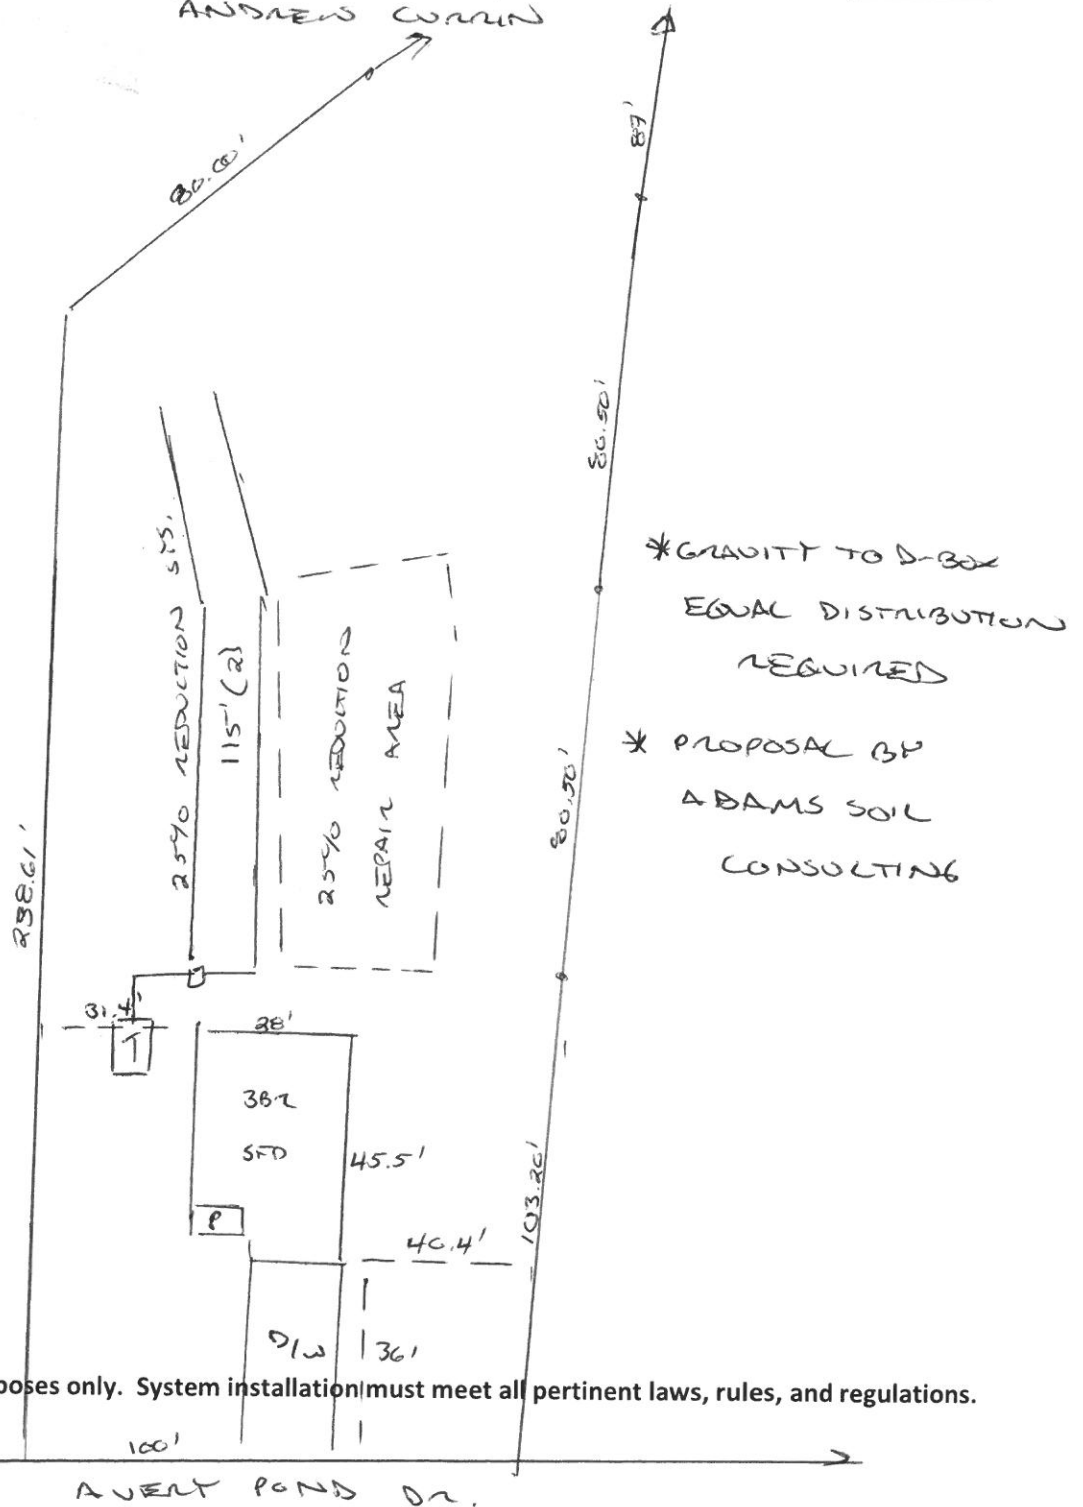 ANDREW CURRIN
80.00'
87'
80.50'
25% REDUCTION SYS.
115' (2)
25% REDUCTION
REPAIR AREA
*GRAVITY TO D-BOX
EQUAL DISTRIBUTION
REQUIRED
* PROPOSAL BY
ADAMS SOIL
CONSULTING
80.50'
238.61'
31.4'
T
28'
3BR
SFD
45.5'
P
40.4'
103.20'
D/W
36'
poses only. System installation must meet all pertinent laws, rules, and regulations.
100'
AVERY POND DR.